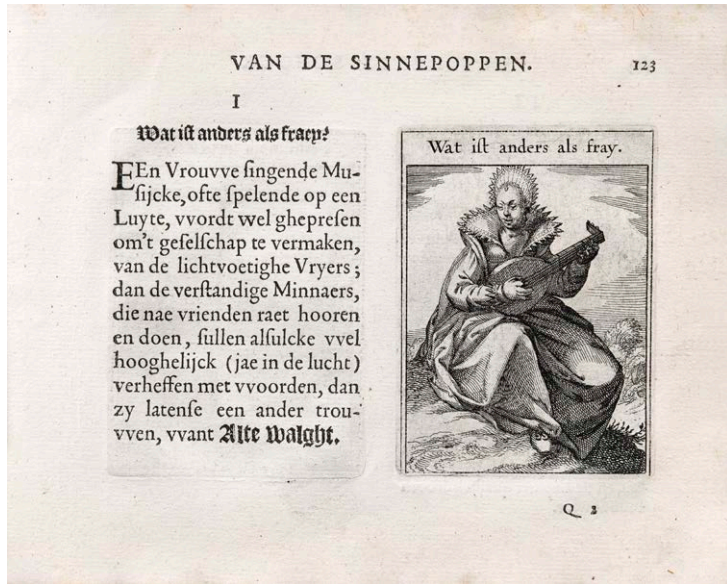 VAN DE SINNEPOPPEN. 123
I
Wat iſt anders als fraey?
EEn Vrouvve ſingende Mu-
ſijcke, ofte ſpelende op een
Luyte, vvordt wel ghepreſen
om't geſelſchap te vermaken,
van de lichtvoetighe Vryers;
dan de verſtandige Minnaers,
die nae vrienden raet hooren
en doen, ſullen alſulcke vvel
hooghelijck (jae in de lucht)
verheffen met vvoorden, dan
zy latenſe een ander trou-
vven, vvant Alte Walght.
Wat iſt anders als fray.
Q 2